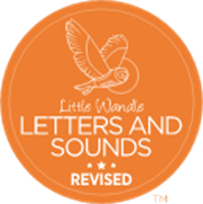 Little Wandle
LETTERS AND
SOUNDS
REVISED
TM